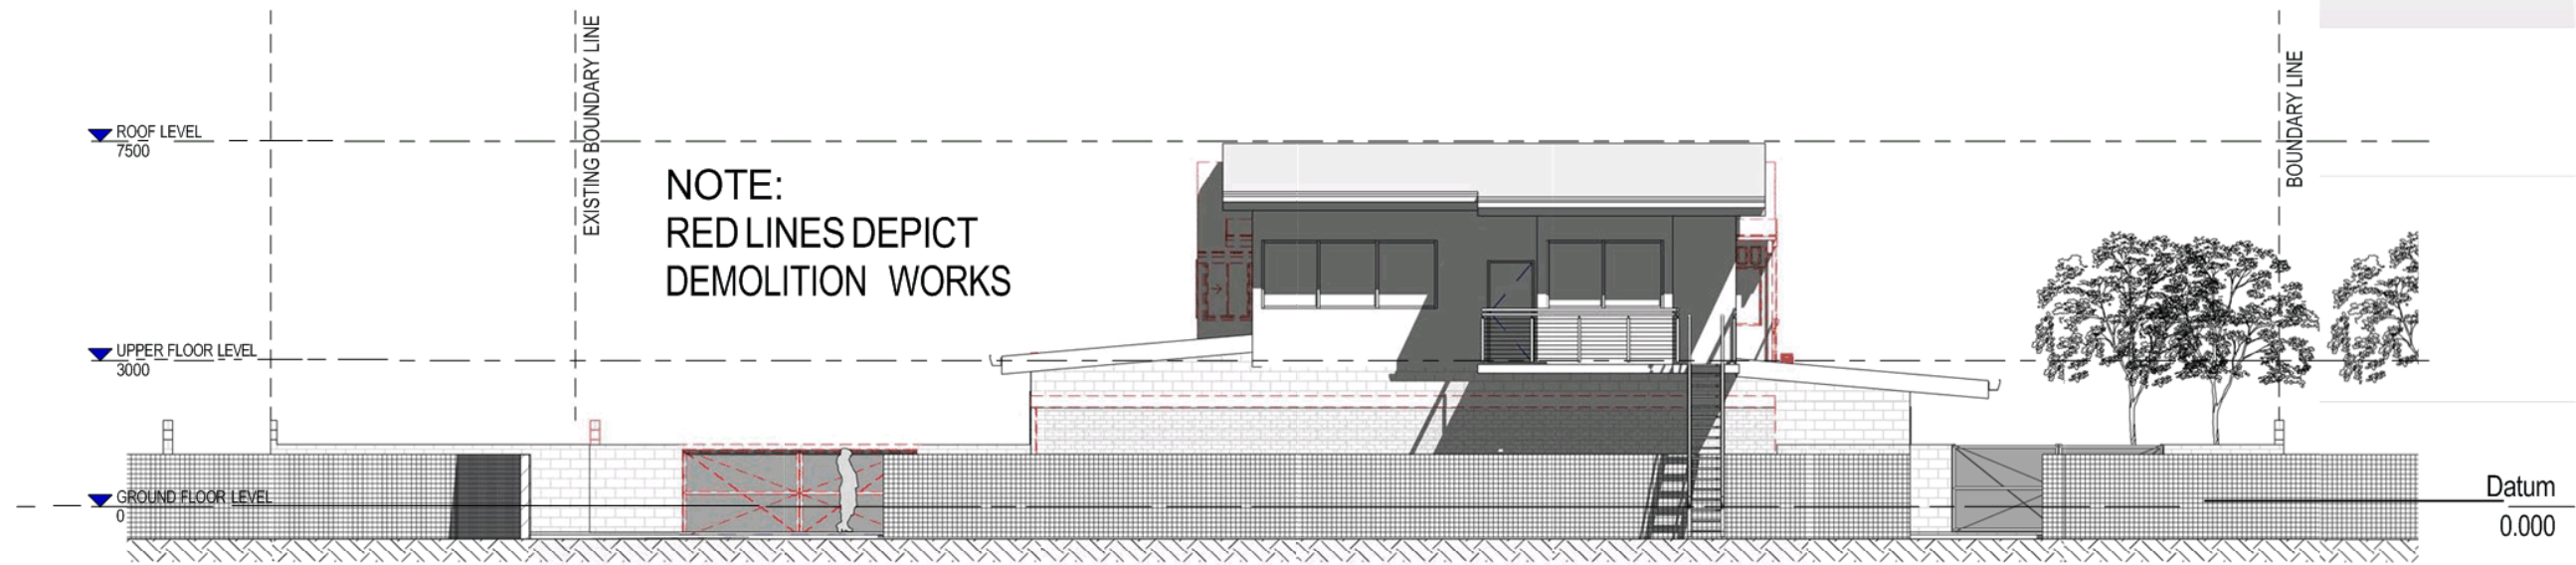 EXISTING BOUNDARY LINE
BOUNDARY LINE
ROOF LEVEL
7500
NOTE:
RED LINES DEPICT
DEMOLITION WORKS
UPPER FLOOR LEVEL
3000
GROUND FLOOR LEVEL
0
Datum
0.000